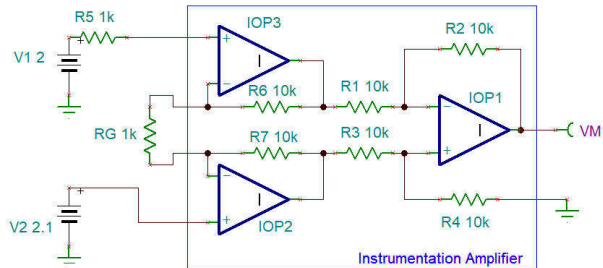 R5 1k
IOP3
R2 10k
V1 2
R6 10k
R1 10k
IOP1
RG 1k
R7 10k
R3 10k
VM
V2 2.1
IOP2
R4 10k
Instrumentation Amplifier